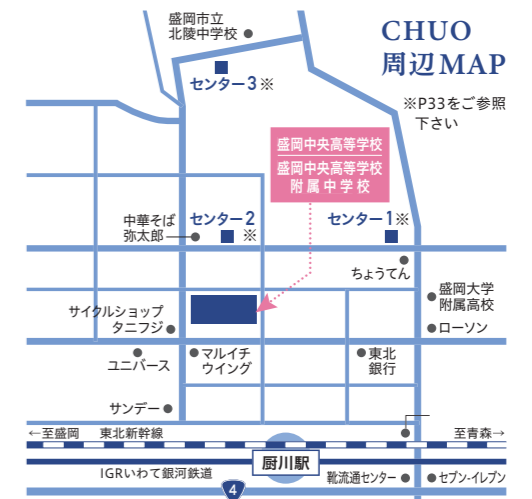 盛岡市立
北陵中学校
CHUO
周辺MAP
センター3※
※P33をご参照
下さい
盛岡中央高等学校
盛岡中央高等学校
附属中学校
中華そば
弥太郎
センター2
※
センター1※
ちょうてん
盛岡大学
附属高校
サイクルショップ
タニフジ
ローソン
ユニバース
マルイチ
ウイング
東北
銀行
サンデー
←至盛岡
東北新幹線
至青森→
厨川駅
IGRいわて銀河鉄道
靴流通センター
セブン-イレブン
4